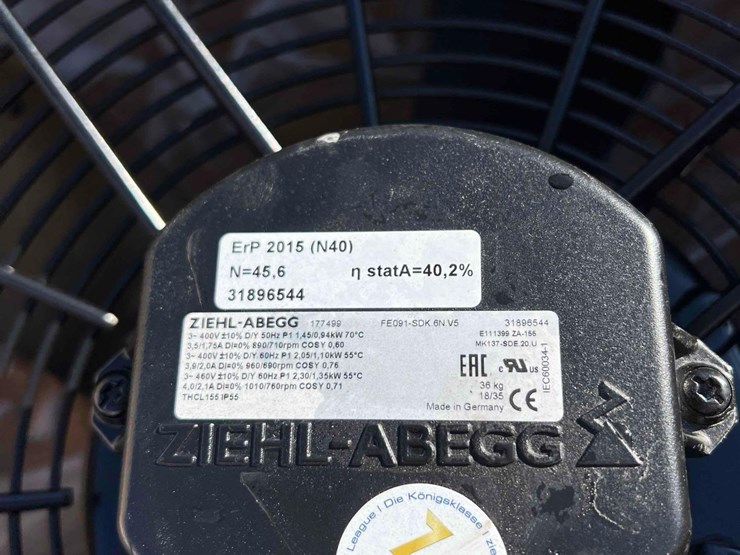 ErP 2015 (N40)
N=45,6 η statA=40,2%
31896544
ZIEHL-ABEGG 177499 FE091-SDK.6N.V5 31896544
3~ 400V ±10% D/Y 50Hz P1 1,45/0,94kW 70°C E111399 ZA-155
3,5/1,75A DI=0% 890/710rpm COSY 0,60 MK137-SDE.20.U
3~ 400V ±10% D/Y 60Hz P1 2,05/1,10kW 55°C
3,9/2,0A DI=0% 960/690rpm COSY 0,76 EAC c RU us
3~ 460V ±10% D/Y 60Hz P1 2,30/1,35kW 55°C 36 kg
4,0/2,1A DI=0% 1010/760rpm COSY 0,71 18/35
THCL155 IP55 Made in Germany CE
IEC60034-1
ZIEHL-ABEGG
League I Die Königsklasse